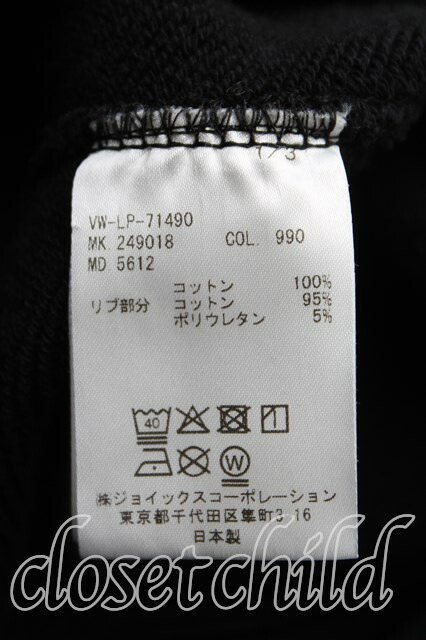 1/3
VW-LP-71490
MK. 249018 COL. 990
MD 5612
コットン 100%
リブ部分 コットン 95%
ポリウレタン 5%
40
W
㈱ジョイックスコーポレーション
東京都千代田区隼町3-16
日本製
closetchild